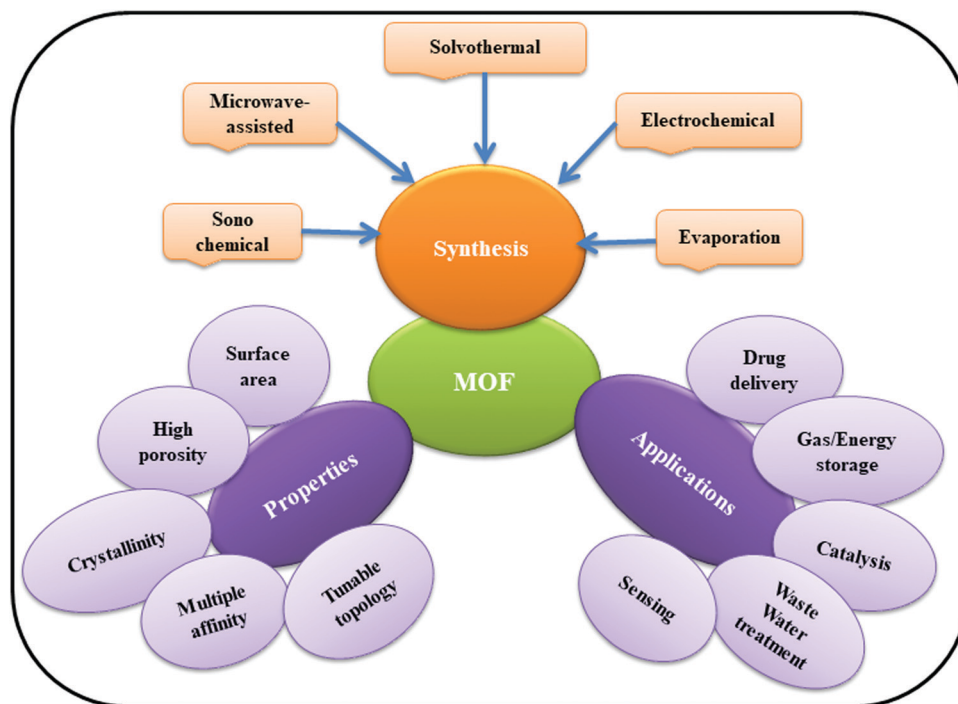 Solvothermal
Microwave-
assisted
Electrochemical
Sono
chemical
Synthesis
Evaporation
MOF
Surface
area
High
porosity
Properties
Crystallinity
Multiple
affinity
Tunable
topology
Drug
delivery
Applications
Gas/Energy
storage
Catalysis
Waste
Water
treatment
Sensing